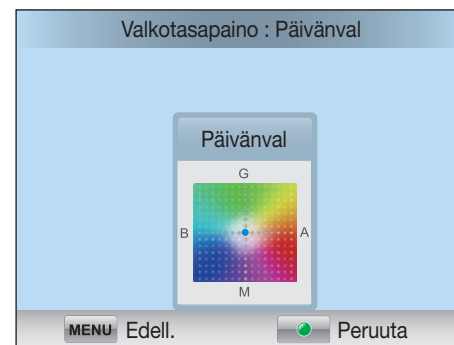 Valkotasapaino : Päivänval
Päivänval
G
B A
M
MENU Edell. Peruuta